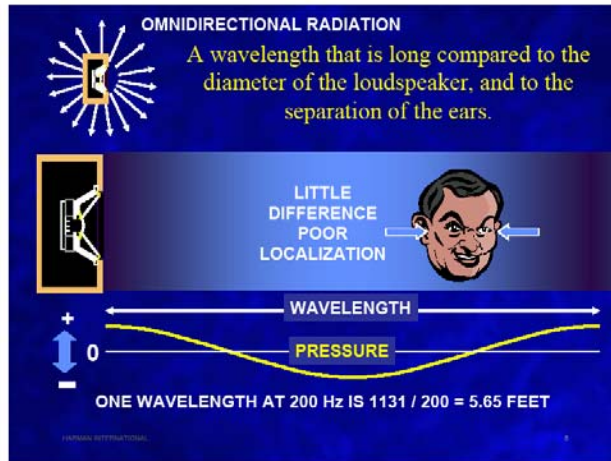 OMNIDIRECTIONAL RADIATION
A wavelength that is long compared to the
diameter of the loudspeaker, and to the
separation of the ears.
LITTLE
DIFFERENCE
POOR
LOCALIZATION
WAVELENGTH
+
0
PRESSURE
−
ONE WAVELENGTH AT 200 Hz IS 1131 / 200 = 5.65 FEET
HARMAN INTERNATIONAL
8